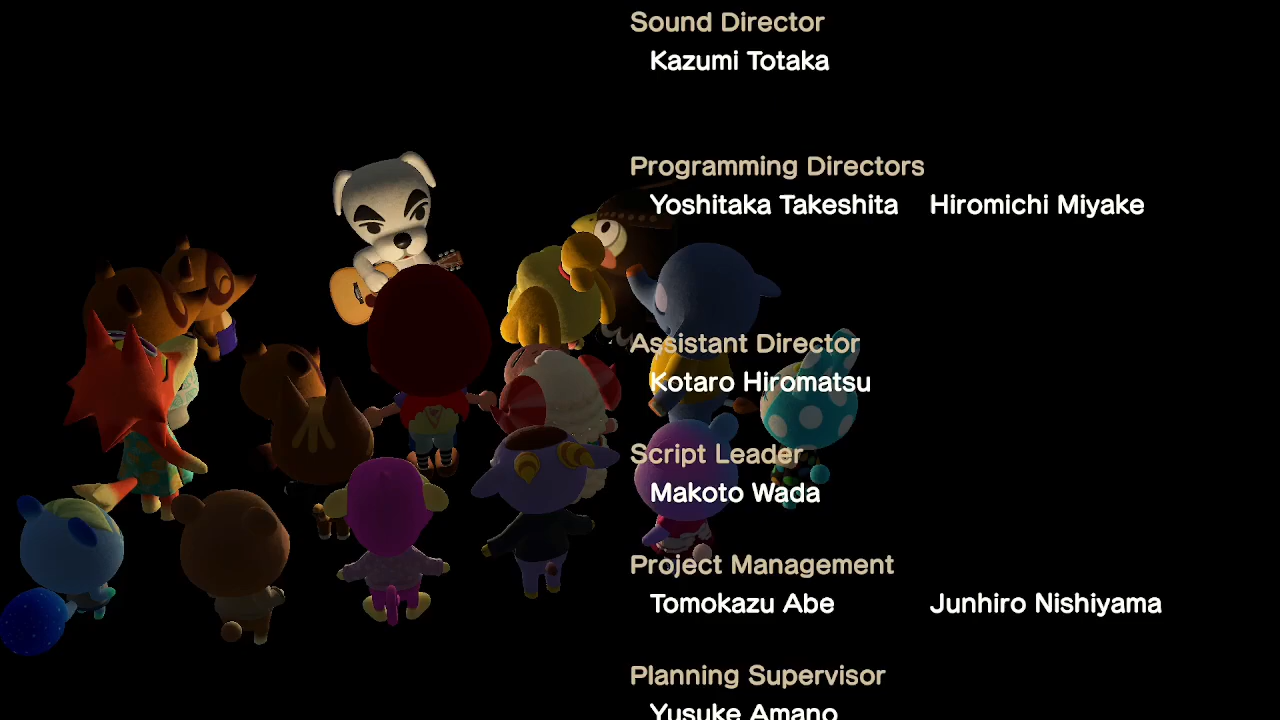 Sound Director
Kazumi Totaka
Programming Directors
Yoshitaka Takeshita Hiromichi Miyake
Assistant Director
Kotaro Hiromatsu
Script Leader
Makoto Wada
Project Management
Tomokazu Abe Junhiro Nishiyama
Planning Supervisor
Yusuke Amano